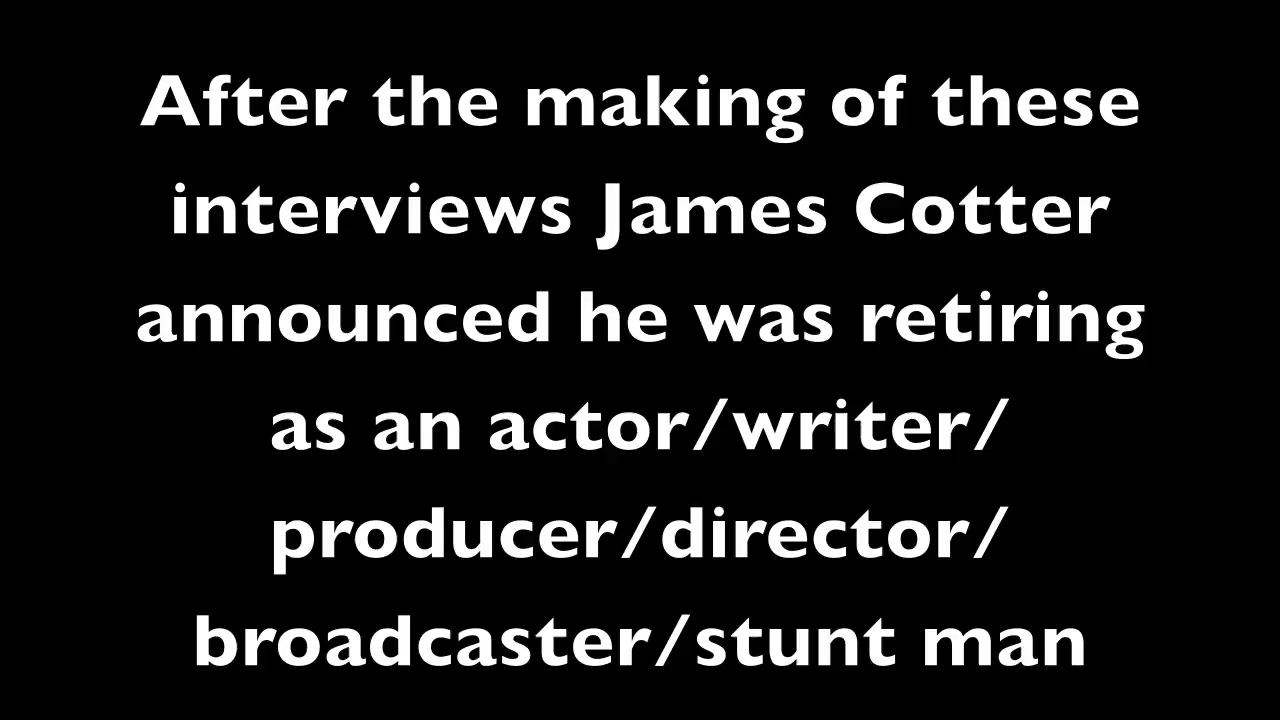 After the making of these
interviews James Cotter
announced he was retiring
as an actor/writer/
producer/director/
broadcaster/stunt man